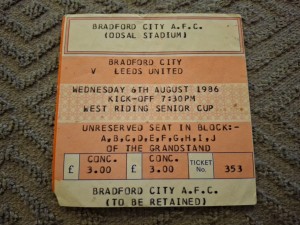 BRADFORD CITY A.F.C.
(ODSAL STADIUM)
BRADFORD CITY
V LEEDS UNITED
WEDNESDAY 6TH AUGUST 1986
KICK-OFF 7:30PM
WEST RIDING SENIOR CUP
UNRESERVED SEAT IN BLOCK:-
A,B,C,D,E,F,G,H,I,J
OF THE GRANDSTAND
£ CONC. 3.00 £ CONC. 3.00 TICKET No. 353
BRADFORD CITY A.F.C.
(TO BE RETAINED)